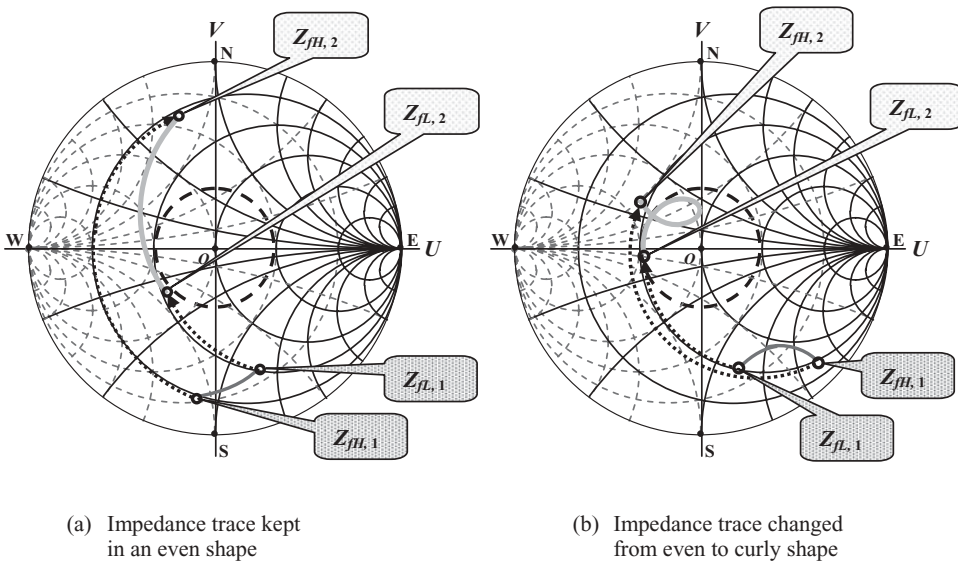 V
N
Z_{fH, 2}
Z_{fL, 2}
W
O
E
U
Z_{fL, 1}
Z_{fH, 1}
S
V
N
Z_{fH, 2}
Z_{fL, 2}
W
O
E
U
Z_{fH, 1}
Z_{fL, 1}
S
(a) Impedance trace kept
in an even shape
(b) Impedance trace changed
from even to curly shape